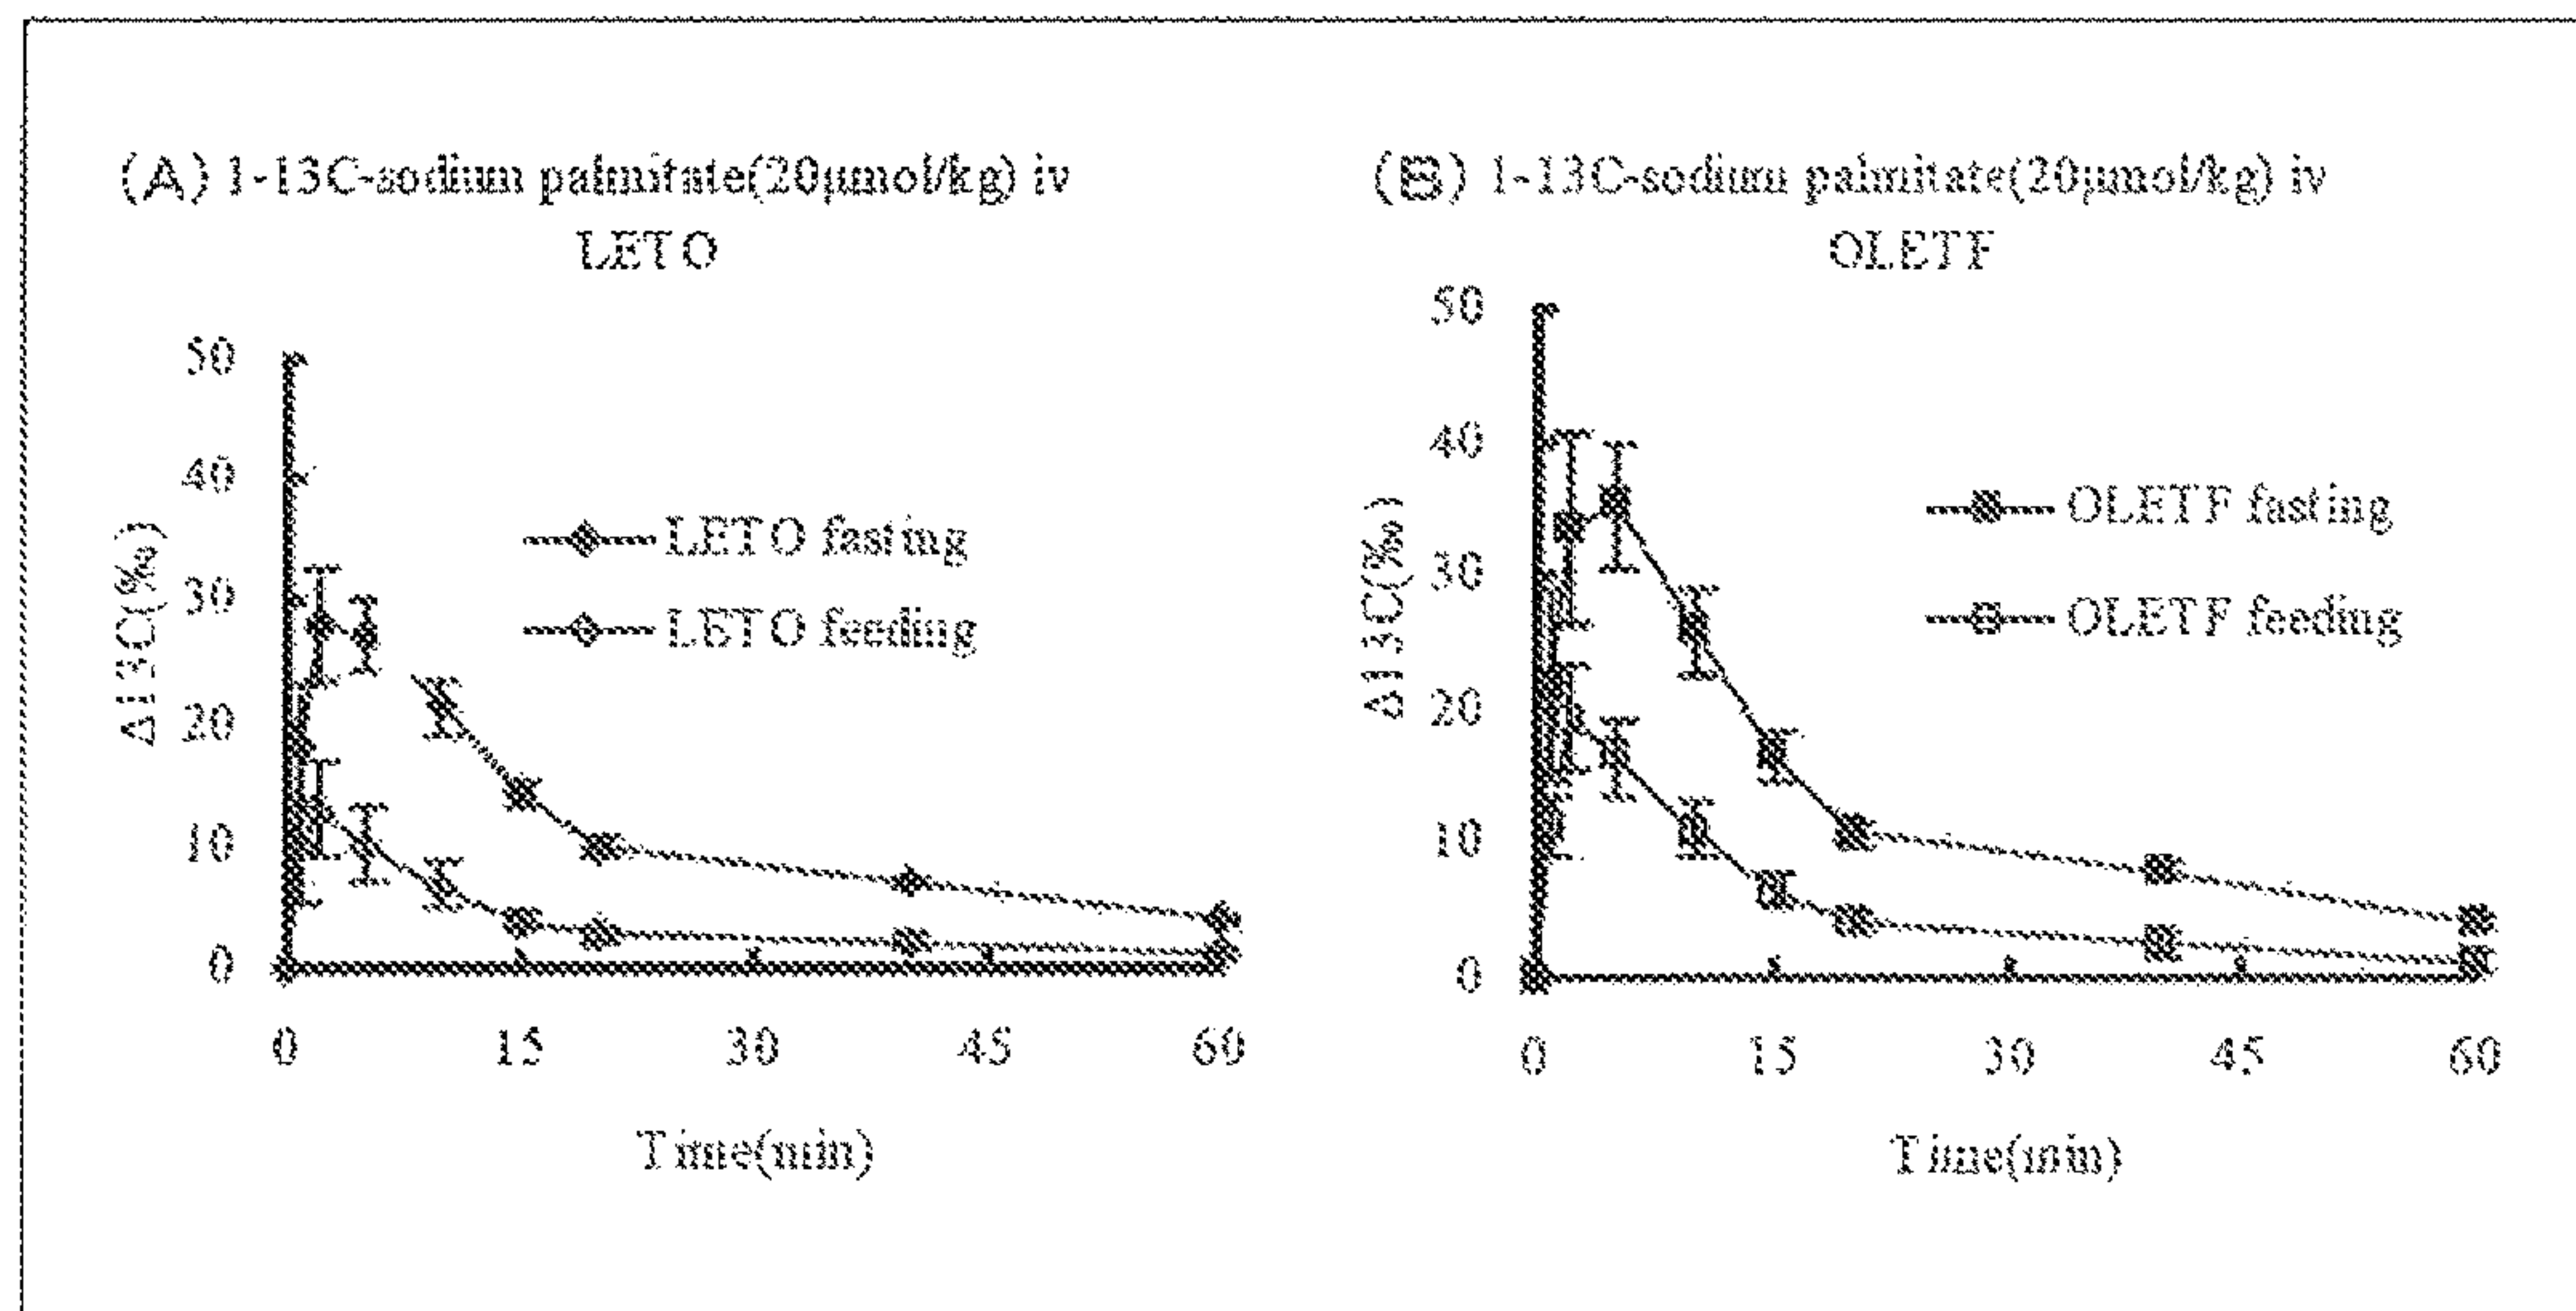 (A) 1-13C-sodium palmitate(20μmol/kg) iv
LETO
50
40
30
20
10
0
Δ13C(‰)
LETO fasting
LETO feeding
0 15 30 45 60
Time(min)
(B) 1-13C-sodium palmitate(20μmol/kg) iv
OLETF
50
40
30
20
10
0
Δ13C(‰)
OLETF fasting
OLETF feeding
0 15 30 45 60
Time(min)